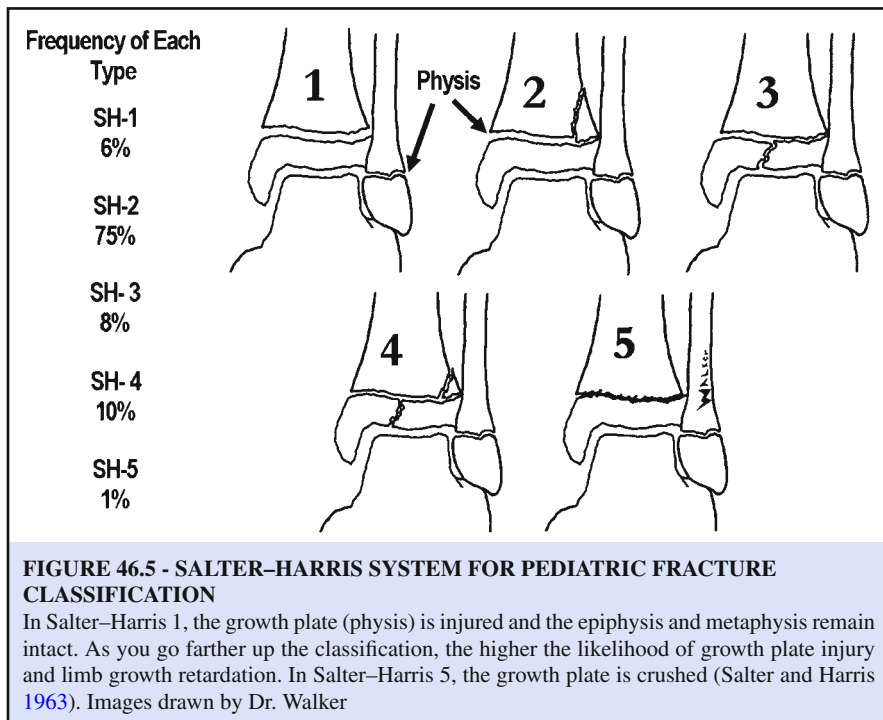 Frequency of Each
Type
SH-1
6%
SH-2
75%
SH- 3
8%
SH- 4
10%
SH-5
1%
1
Physis
2
3
4
5
WALKER
FIGURE 46.5 - SALTER–HARRIS SYSTEM FOR PEDIATRIC FRACTURE
CLASSIFICATION
In Salter–Harris 1, the growth plate (physis) is injured and the epiphysis and metaphysis remain
intact. As you go farther up the classification, the higher the likelihood of growth plate injury
and limb growth retardation. In Salter–Harris 5, the growth plate is crushed (Salter and Harris
1963). Images drawn by Dr. Walker